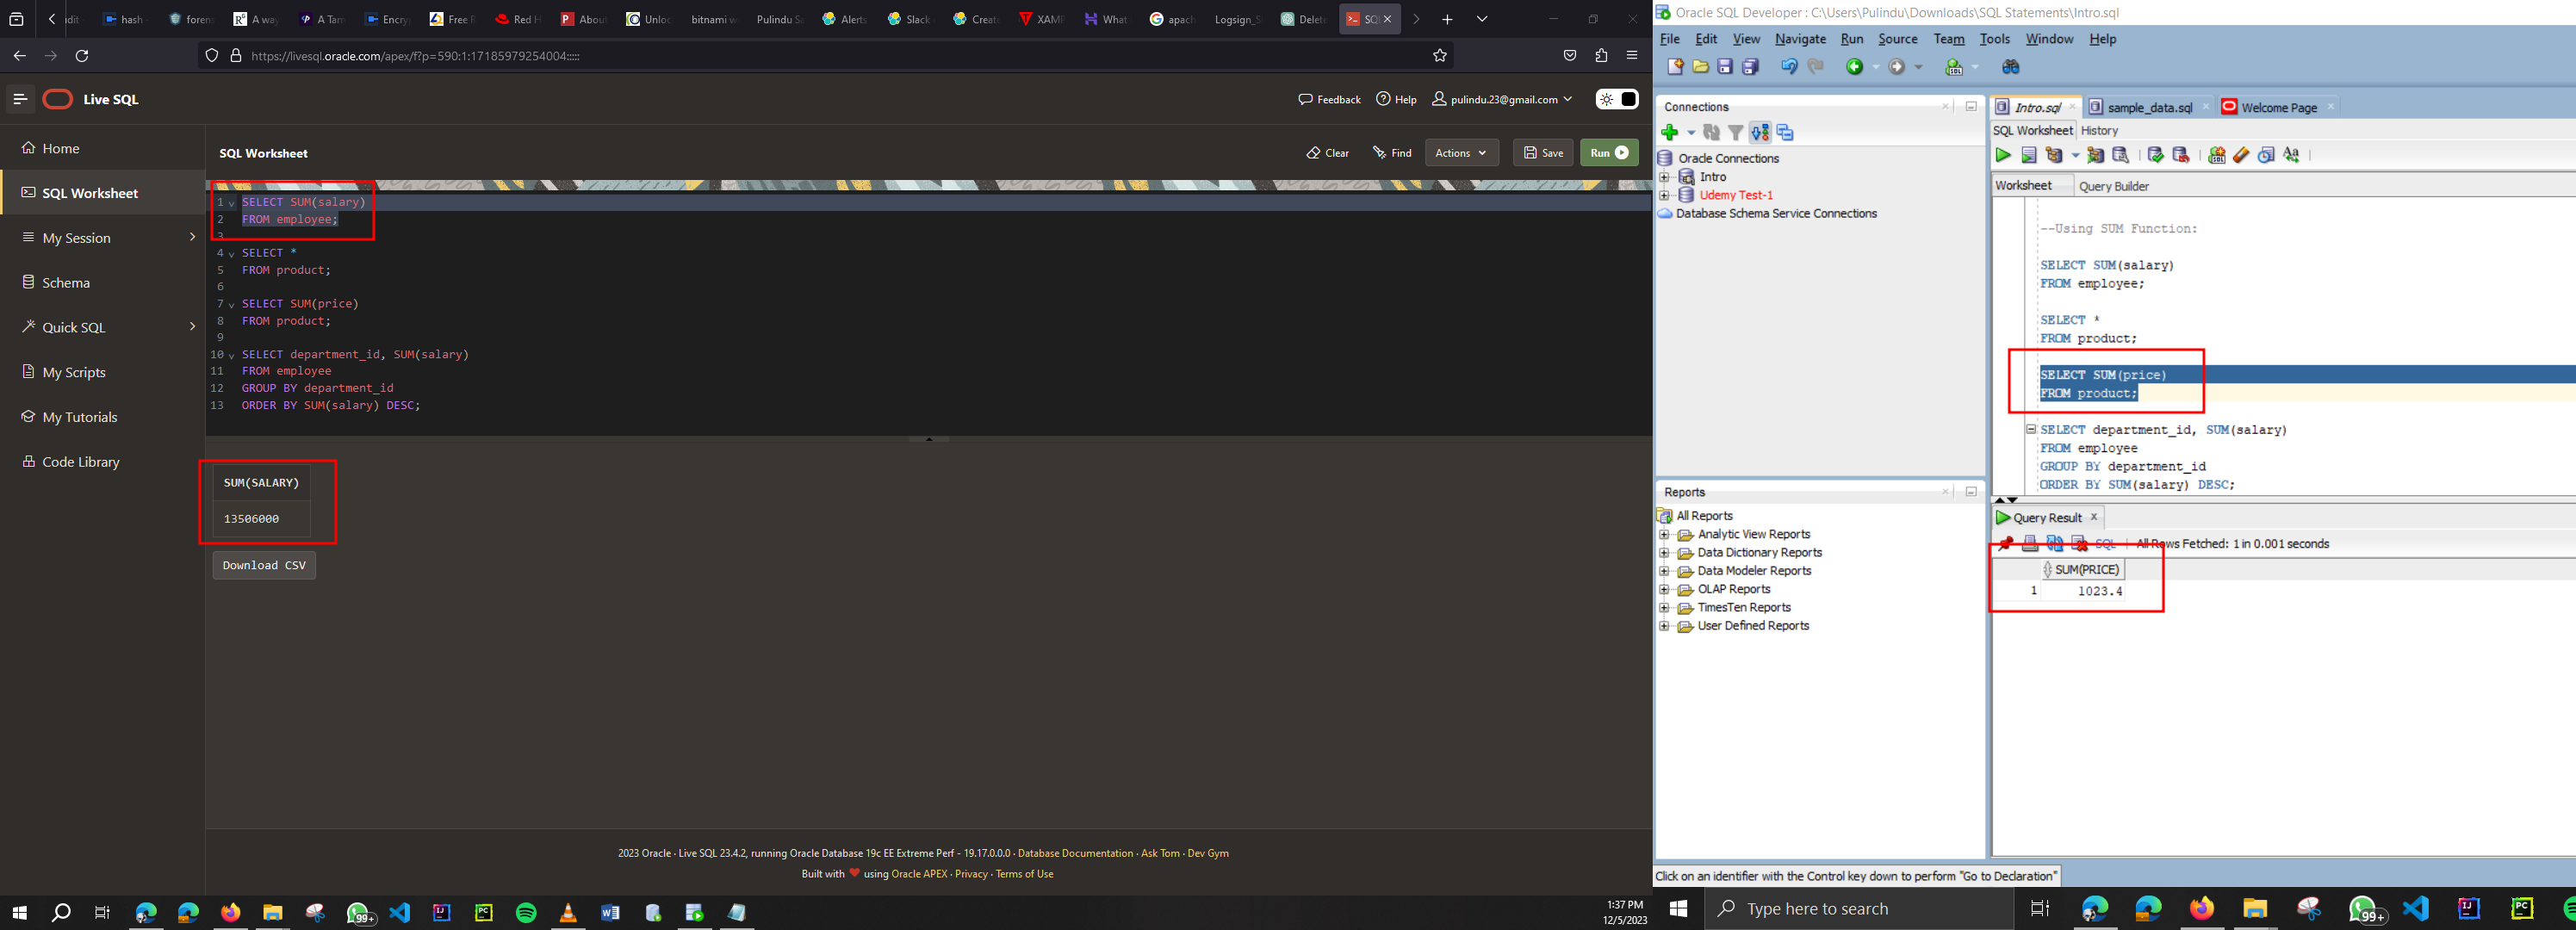 udit
hash
foren
A way
A Tam
Encry
Free R
Red H
About
Unloc
bitnami w
Pulindu Sa
Alerts
Slack
Create
XAMP
What
apach
Logsign_S
Delete
SQL
https://livesql.oracle.com/apex/f?p=590:1:17185979254004:::::
Live SQL
Feedback
Help
pulindu.23@gmail.com
Home
SQL Worksheet
My Session
Schema
Quick SQL
My Scripts
My Tutorials
Code Library
SQL Worksheet
Clear
Find
Actions
Save
Run
1 SELECT SUM(salary)
2 FROM employee;
3
4 SELECT *
5 FROM product;
6
7 SELECT SUM(price)
8 FROM product;
9
10 SELECT department_id, SUM(salary)
11 FROM employee
12 GROUP BY department_id
13 ORDER BY SUM(salary) DESC;
SUM(SALARY)
13506000
Download CSV
2023 Oracle · Live SQL 23.4.2, running Oracle Database 19c EE Extreme Perf - 19.17.0.0.0 · Database Documentation · Ask Tom · Dev Gym
Built with ❤ using Oracle APEX · Privacy · Terms of Use
99+
1:37 PM
12/5/2023
Oracle SQL Developer : C:\Users\Pulindu\Downloads\SQL Statements\Intro.sql
File Edit View Navigate Run Source Team Tools Window Help
Connections
Oracle Connections
Intro
Udemy Test-1
Database Schema Service Connections
Reports
All Reports
Analytic View Reports
Data Dictionary Reports
Data Modeler Reports
OLAP Reports
TimesTen Reports
User Defined Reports
Intro.sql
sample_data.sql
Welcome Page
SQL Worksheet History
Worksheet Query Builder
--Using SUM Function:
SELECT SUM(salary)
FROM employee;
SELECT *
FROM product;
SELECT SUM(price)
FROM product;
SELECT department_id, SUM(salary)
FROM employee
GROUP BY department_id
ORDER BY SUM(salary) DESC;
Query Result
SQL | All Rows Fetched: 1 in 0.001 seconds
SUM(PRICE)
1 1023.4
Click on an identifier with the Control key down to perform "Go to Declaration"
Type here to search
99+